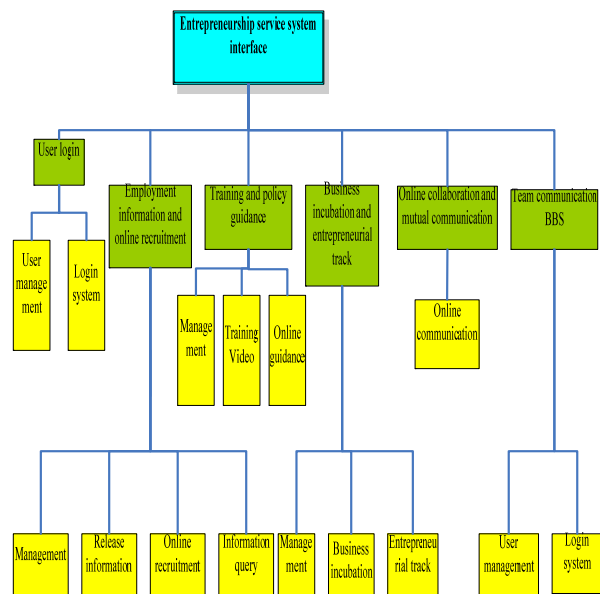 Entrepreneurship service system
interface
User login
Employment
information and
online recruitment
Training and policy
guidance
Business
incubation and
entrepreneurial
track
Online collaboration and
mutual communication
Team communication
BBS
User
manage
ment
Login
system
Manage
ment
Training
Video
Online
guidance
Online
communication
Management
Release
information
Online
recruitment
Information
query
Manage
ment
Business
incubation
Entrepreneu
rial track
User
management
Login
system